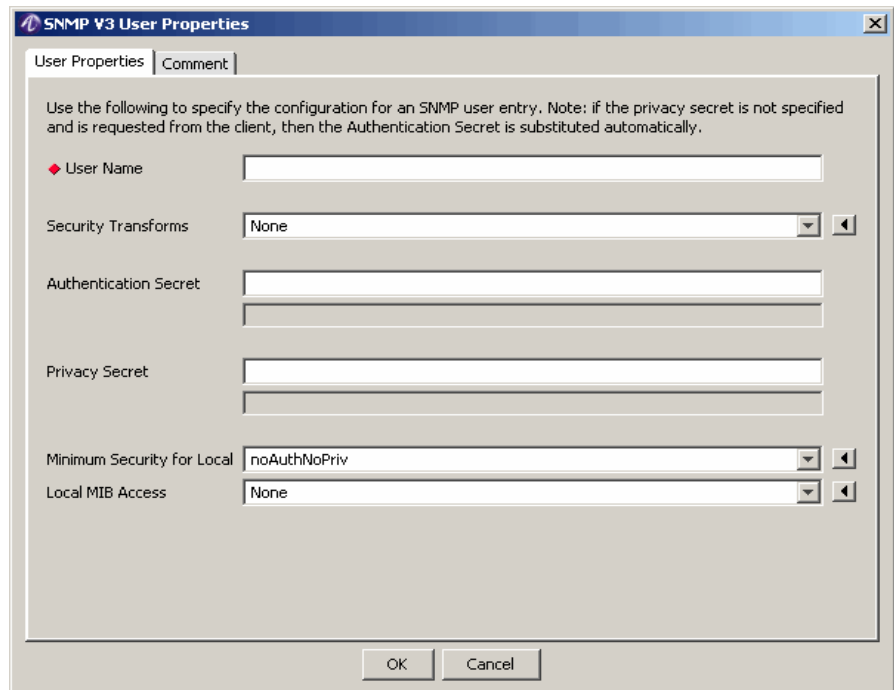 SNMP V3 User Properties
User Properties
Comment
Use the following to specify the configuration for an SNMP user entry. Note: if the privacy secret is not specified
and is requested from the client, then the Authentication Secret is substituted automatically.
User Name
Security Transforms
None
Authentication Secret
Privacy Secret
Minimum Security for Local
noAuthNoPriv
Local MIB Access
None
OK
Cancel